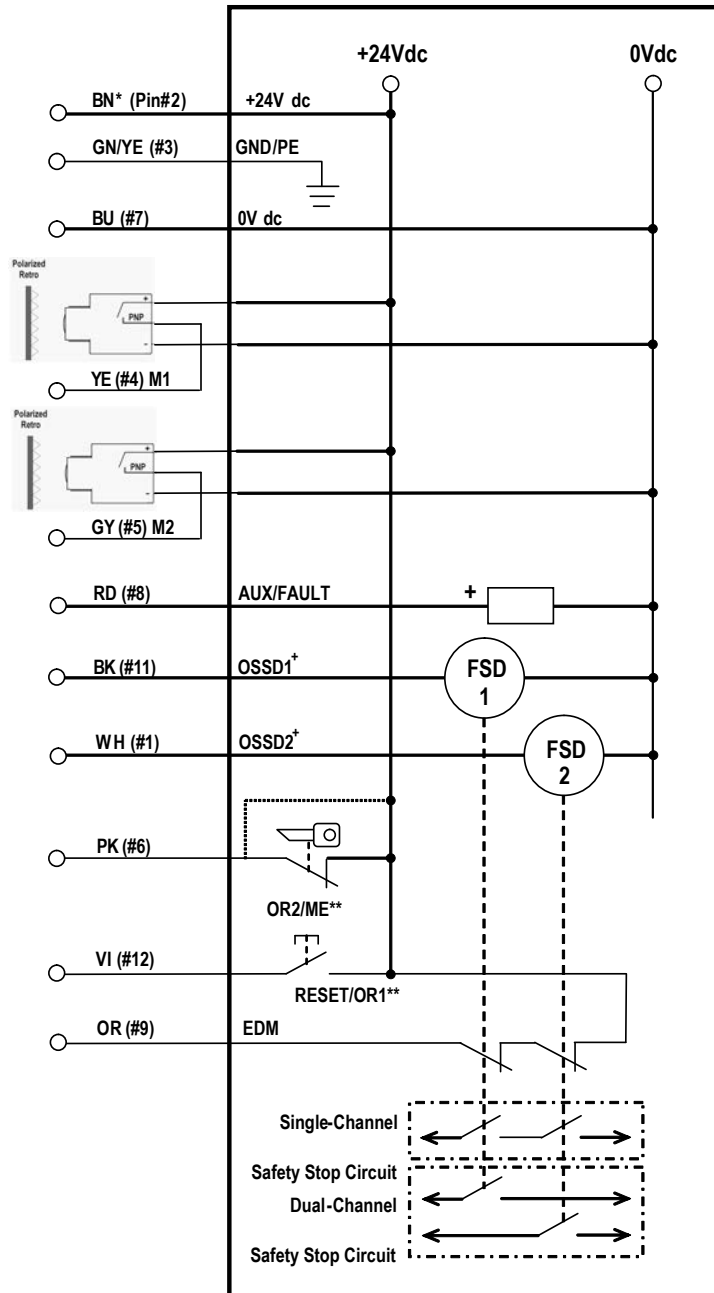 +24Vdc 0Vdc
BN* (Pin#2) +24V dc
GN/YE (#3) GND/PE
BU (#7) 0V dc
Polarized
Retro
+
PNP
-
YE (#4) M1
Polarized
Retro
+
PNP
-
GY (#5) M2
RD (#8) AUX/FAULT +
BK (#11) OSSD1+ FSD
1
WH (#1) OSSD2+ FSD
2
PK (#6)
OR2/ME**
VI (#12)
RESET/OR1**
OR (#9) EDM
Single-Channel
Safety Stop Circuit
Dual-Channel
Safety Stop Circuit